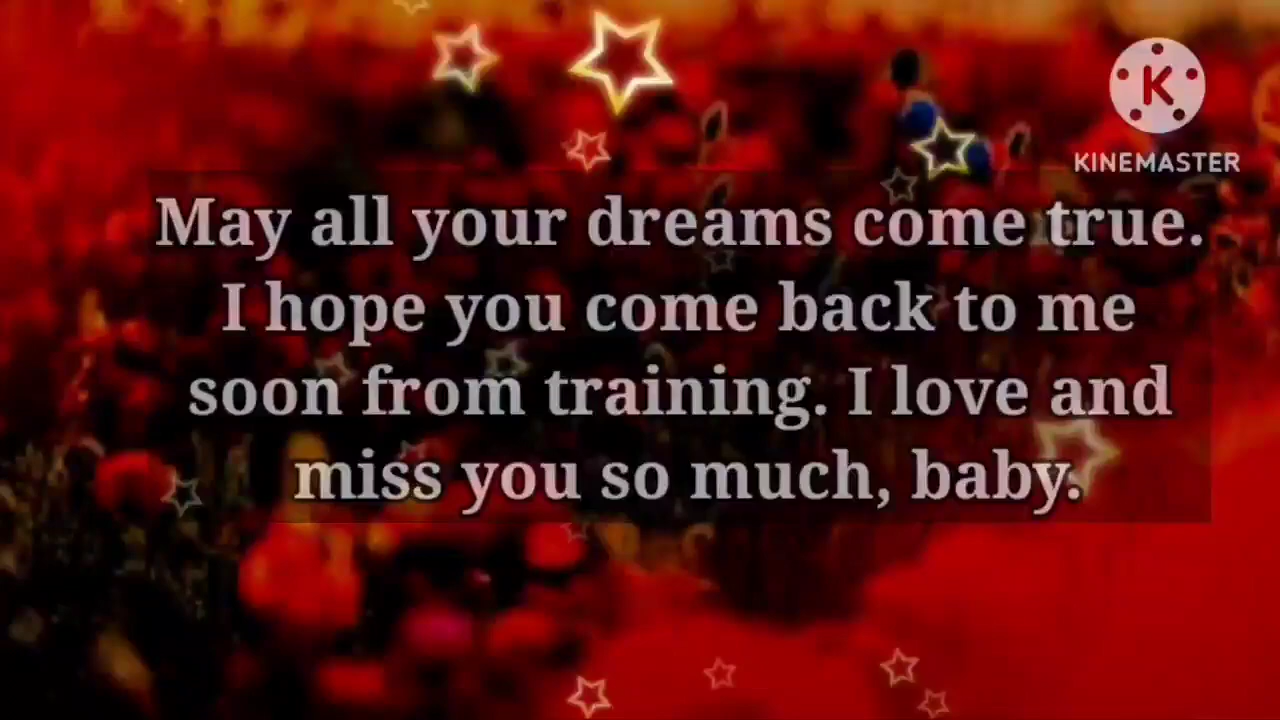 K
KINEMASTER
May all your dreams come true.
I hope you come back to me
soon from training. I love and
miss you so much, baby.